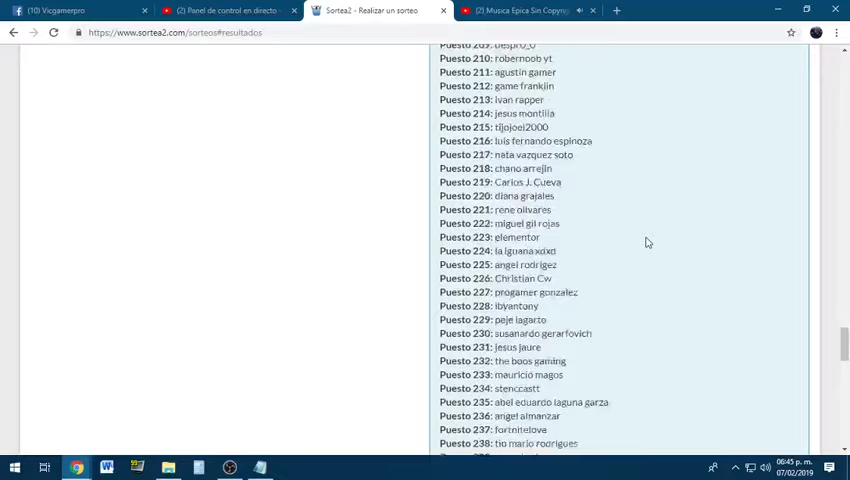 (10) Vicgamerpro
(2) Panel de control en directo -
Sortea2 - Realizar un sorteo
(2) Musica Epica Sin Copyrig
https://www.sortea2.com/sorteos#resultados
Puesto 209: bespro_0
Puesto 210: robernoob yt
Puesto 211: agustin gamer
Puesto 212: game franklin
Puesto 213: ivan rapper
Puesto 214: jesus montilla
Puesto 215: tijojoel2000
Puesto 216: luis fernando espinoza
Puesto 217: nata vazquez soto
Puesto 218: chano arrejin
Puesto 219: Carlos J. Cueva
Puesto 220: diana grajales
Puesto 221: rene olivares
Puesto 222: miguel gil rojas
Puesto 223: elementor
Puesto 224: la iguana xdxd
Puesto 225: angel rodrigez
Puesto 226: Christian Cw
Puesto 227: progamer gonzalez
Puesto 228: ibyantony
Puesto 229: peje lagarto
Puesto 230: susanardo gerarfovich
Puesto 231: jesus jaure
Puesto 232: the boos gaming
Puesto 233: mauricio magos
Puesto 234: stenccastt
Puesto 235: abel eduardo laguna garza
Puesto 236: angel almanzar
Puesto 237: fortnitelove
Puesto 238: tio mario rodrigues
06:45 p. m.
07/02/2019